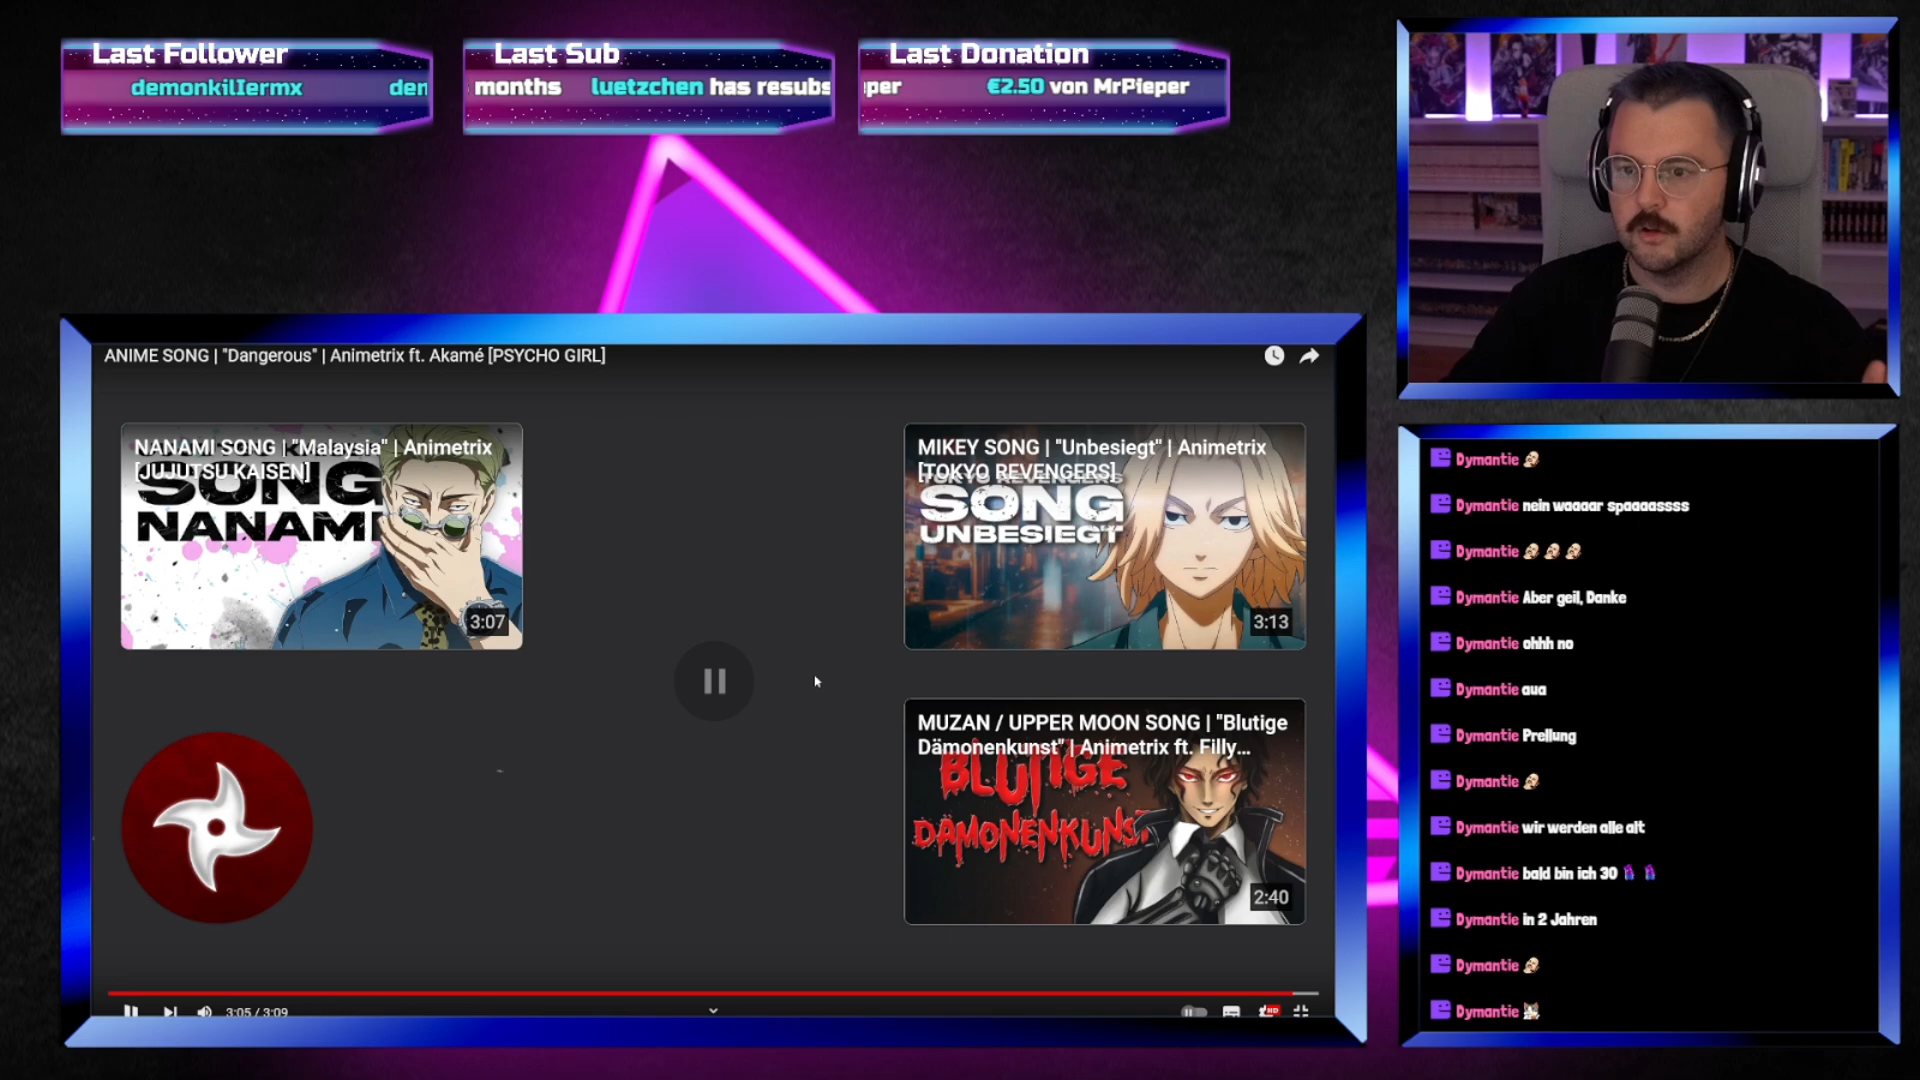 Last Follower
demonkilIermx den
Last Sub
months luetzchen has resubs
Last Donation
per €2.50 von MrPieper
ANIME SONG | "Dangerous" | Animetrix ft. Akamé [PSYCHO GIRL]
NANAMI SONG | "Malaysia" | Animetrix
[JUJUTSU KAISEN]
SONG
NANAMI
3:07
MIKEY SONG | "Unbesiegt" | Animetrix
[TOKYO REVENGERS]
TOKYO REVENGERS
SONG
UNBESIEGT
3:13
MUZAN / UPPER MOON SONG | "Blutige
Dämonenkunst" | Animetrix ft. Filly...
BLUTIGE
DÄMONENKUNST
2:40
3:05 / 3:09
HD
Dymantie
Dymantie nein waaaar spaaaassss
Dymantie
Dymantie Aber geil, Danke
Dymantie ohhh no
Dymantie aua
Dymantie Prellung
Dymantie
Dymantie wir werden alle alt
Dymantie bald bin ich 30
Dymantie in 2 Jahren
Dymantie
Dymantie